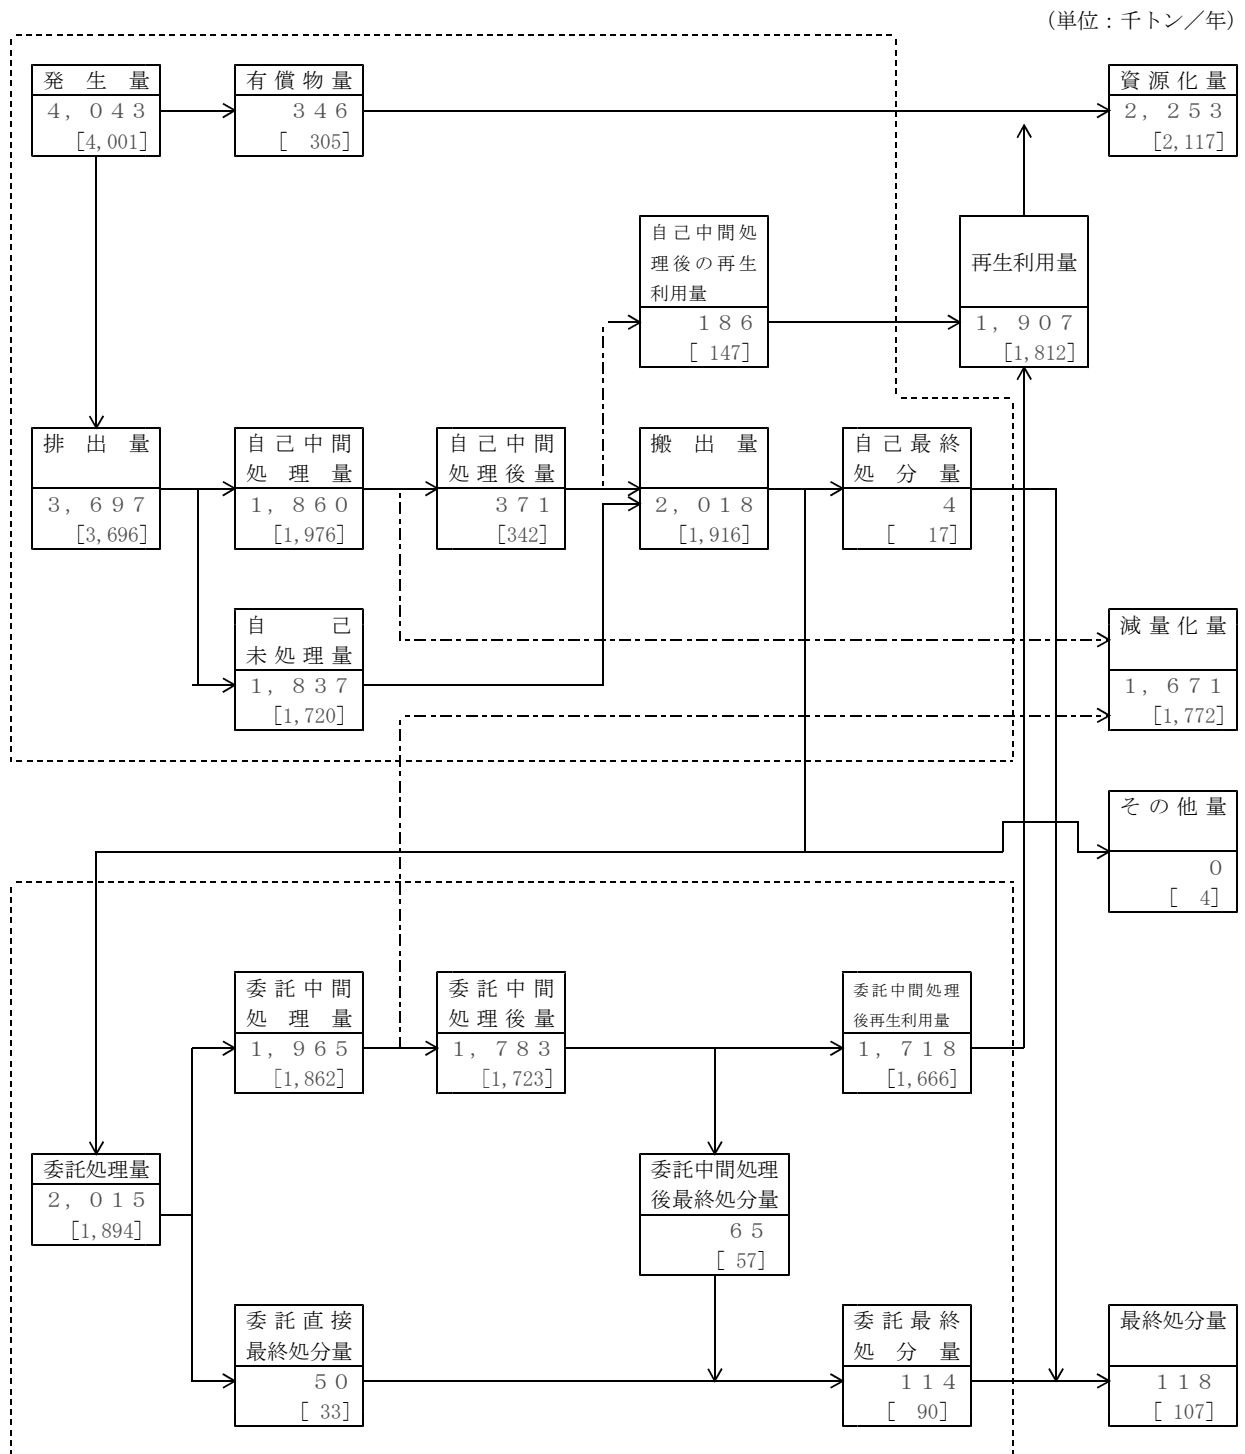 （単位：千トン／年）
発生量
4,043
[4,001]
有償物量
346
[ 305]
資源化量
2,253
[2,117]
自己中間処
理後の再生
利用量
186
[ 147]
再生利用量
1,907
[1,812]
排出量
3,697
[3,696]
自己中間
処理量
1,860
[1,976]
自己中間
処理後量
371
[342]
搬出量
2,018
[1,916]
自己最終
処分量
4
[ 17]
自己
未処理量
1,837
[1,720]
減量化量
1,671
[1,772]
その他量
0
[ 4]
委託中間
処理量
1,965
[1,862]
委託中間
処理後量
1,783
[1,723]
委託中間処理
後再生利用量
1,718
[1,666]
委託処理量
2,015
[1,894]
委託中間処理
後最終処分量
65
[ 57]
委託直接
最終処分量
50
[ 33]
委託最終
処分量
114
[ 90]
最終処分量
118
[ 107]